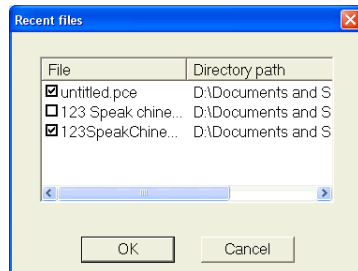 Recent files
File Directory path
untitled.pce D:\Documents and S
123 Speak chine... D:\Documents and S
123SpeakChine... D:\Documents and S
OK Cancel